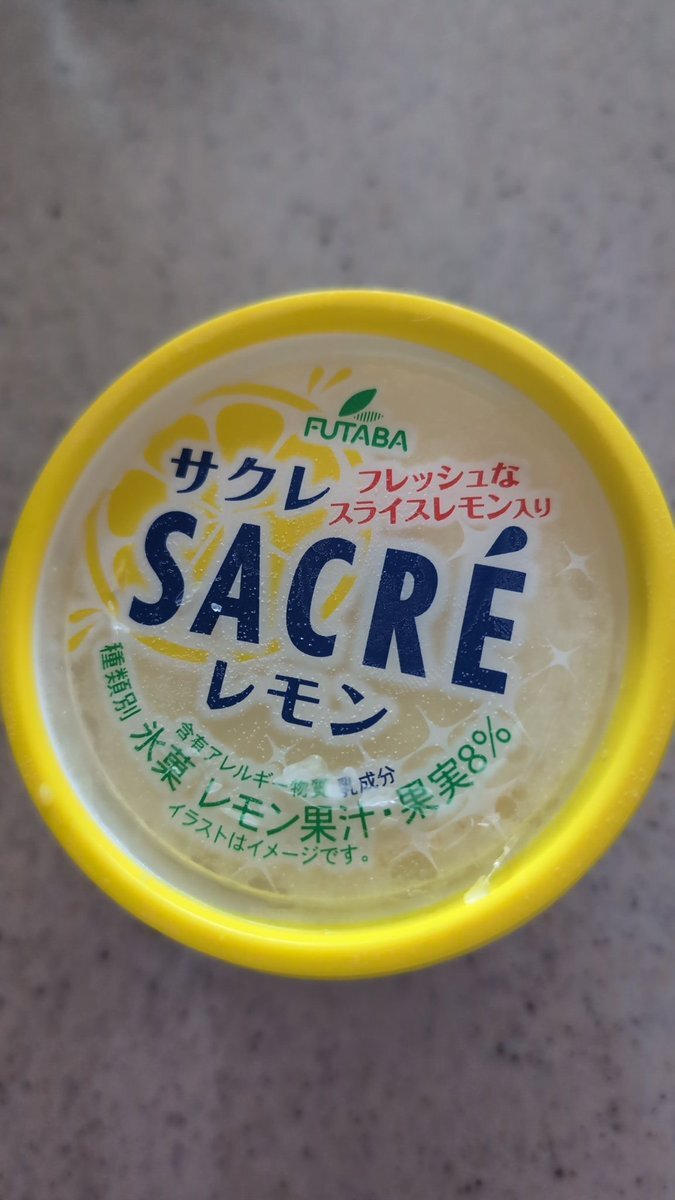 FUTABA
サクレ
フレッシュな
スライスレモン入り
SACRÉ
レモン
種類別 氷菓 レモン果汁・果実8%
含有アレルギー物質 乳成分
イラストはイメージです。